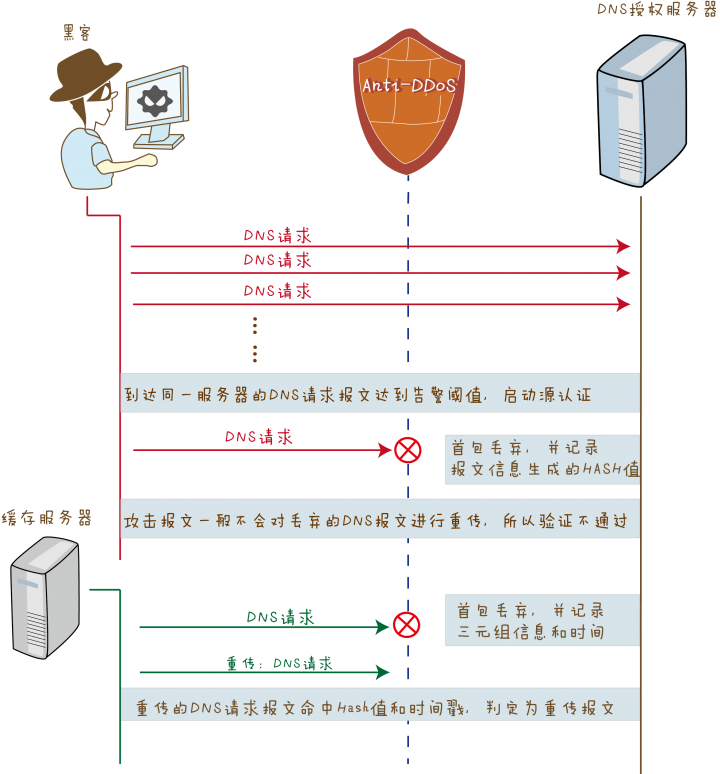 DNS授权服务器
黑客
Anti-DDoS
DNS请求
DNS请求
DNS请求
到达同一服务器的DNS请求报文达到告警阈值,启动源认证
DNS请求
首包丢弃,并记录
报文信息生成的HASH值
缓存服务器
攻击报文一般不会对丢弃的DNS报文进行重传,所以验证不通过
DNS请求
首包丢弃,并记录
三元组信息和时间
重传:DNS请求
重传的DNS请求报文命中Hash值和时间戳,判定为重传报文